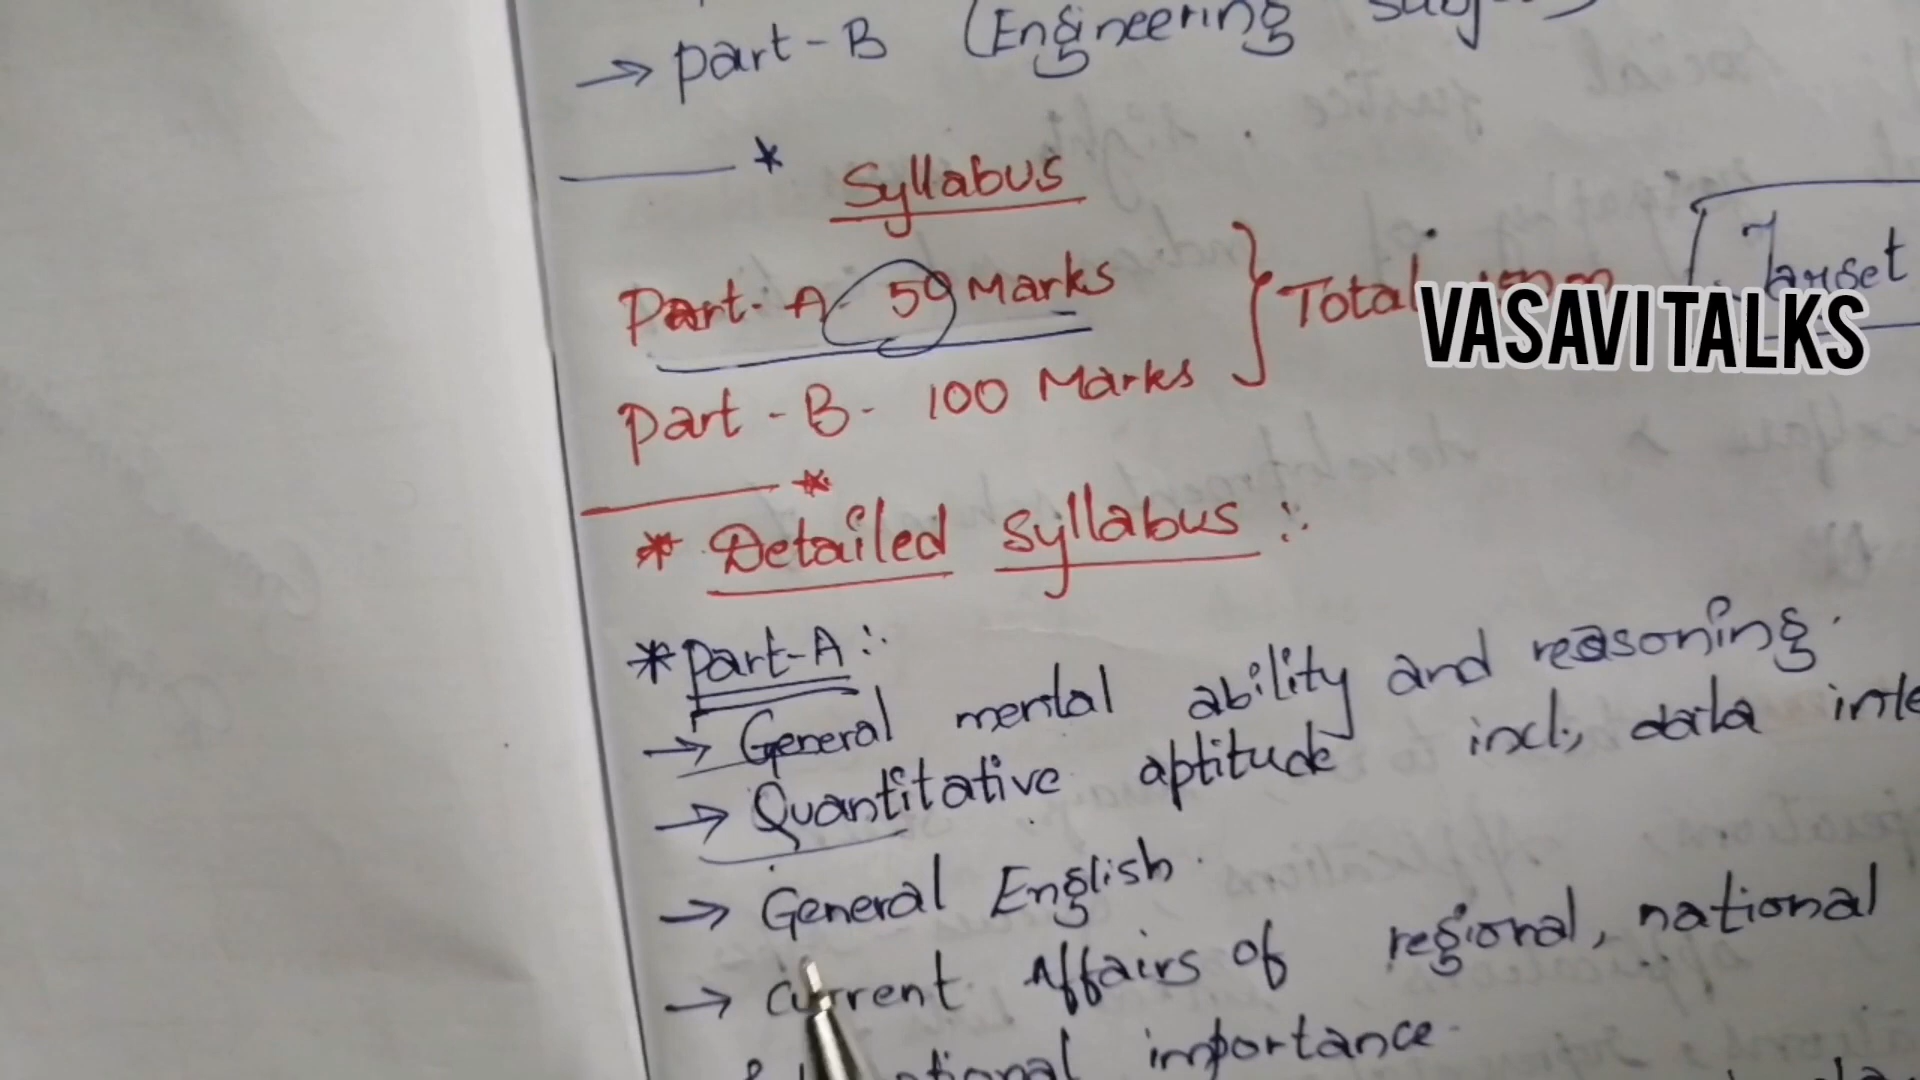 → Part-B (Engineering
*
Syllabus
Part-A- 50 Marks } Total Target
VASAVI TALKS
Part-B- 100 Marks
*
* Detailed Syllabus :-
* Part-A :-
→ General mental ability and reasoning.
→ Quantitative aptitude incl., data inte
→ General English.
→ Current Affairs of regional, national
& importance.